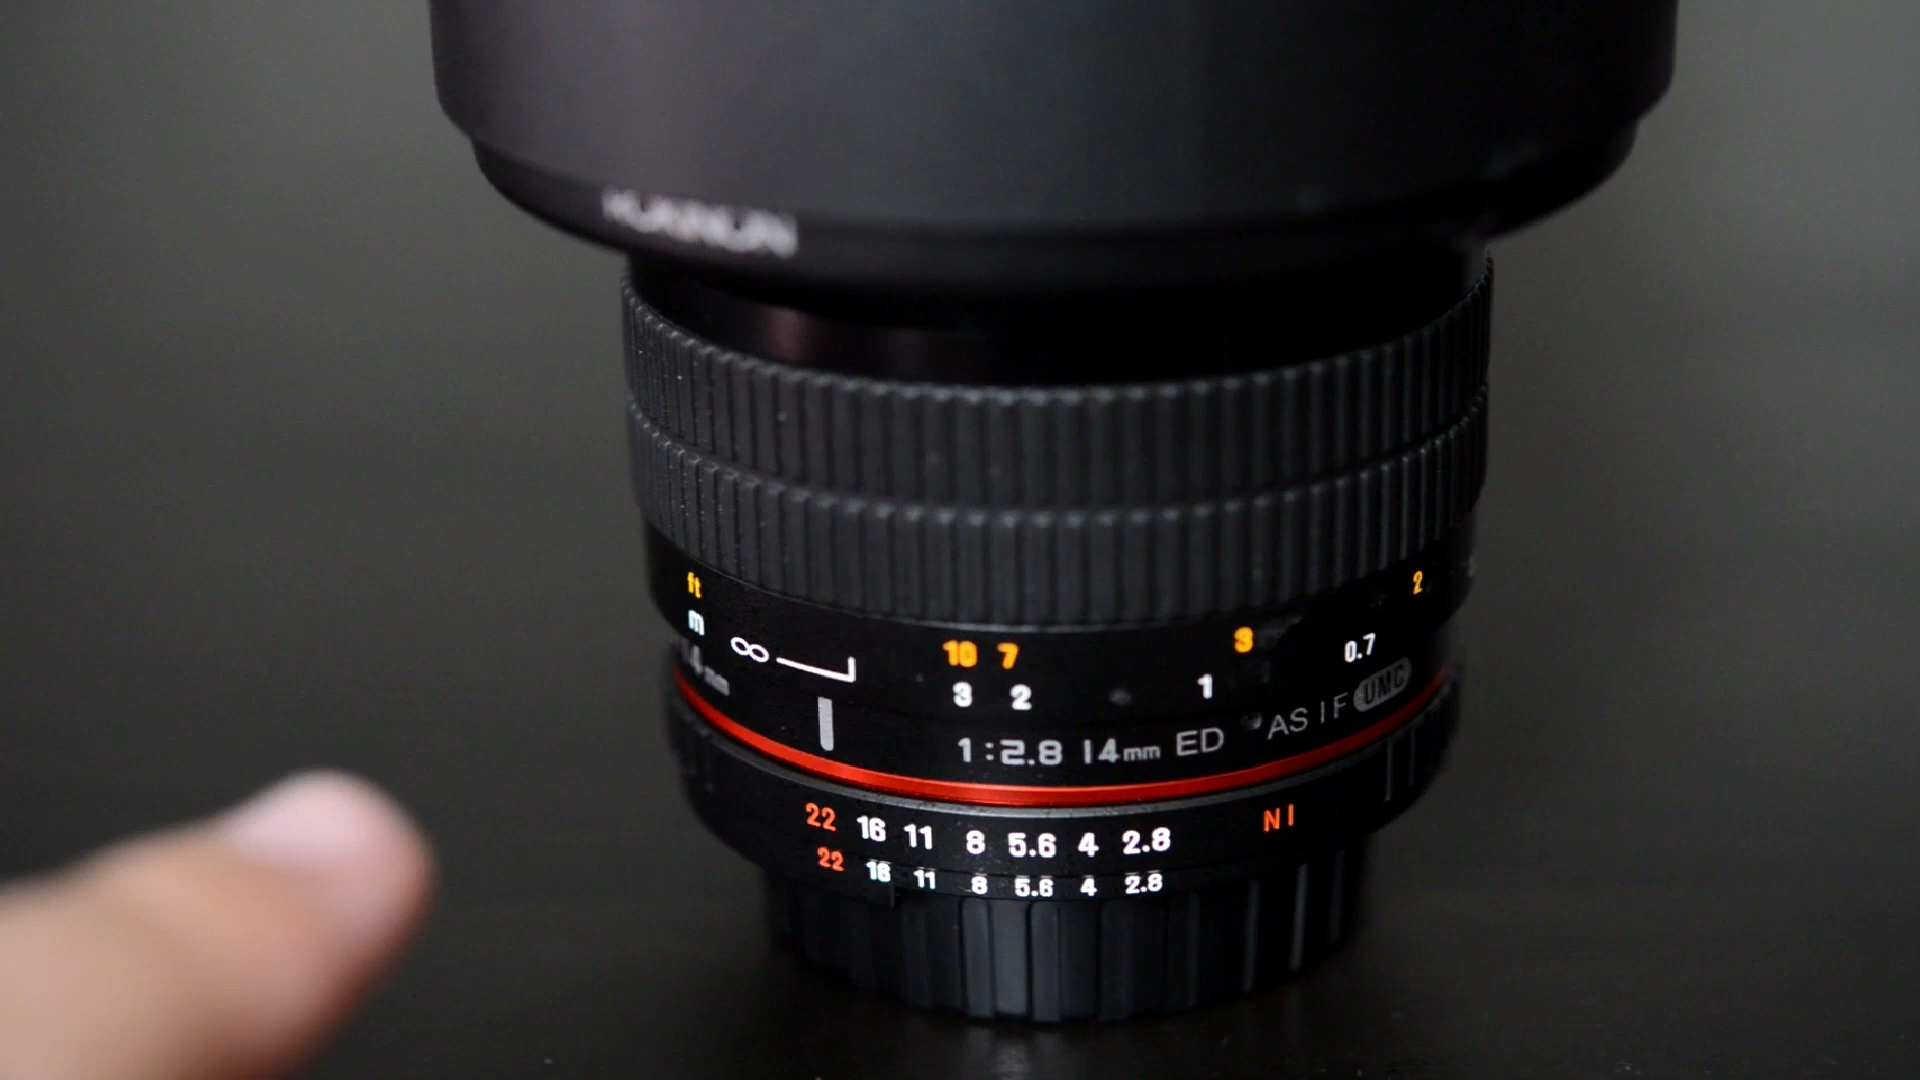 ft 10 7 3 2
m ∞ 3 2 1 0.7
14mm 1:2.8 14mm ED AS IF UMC
22 16 11 8 5.6 4 2.8 NI
22 16 11 8 5.6 4 2.8